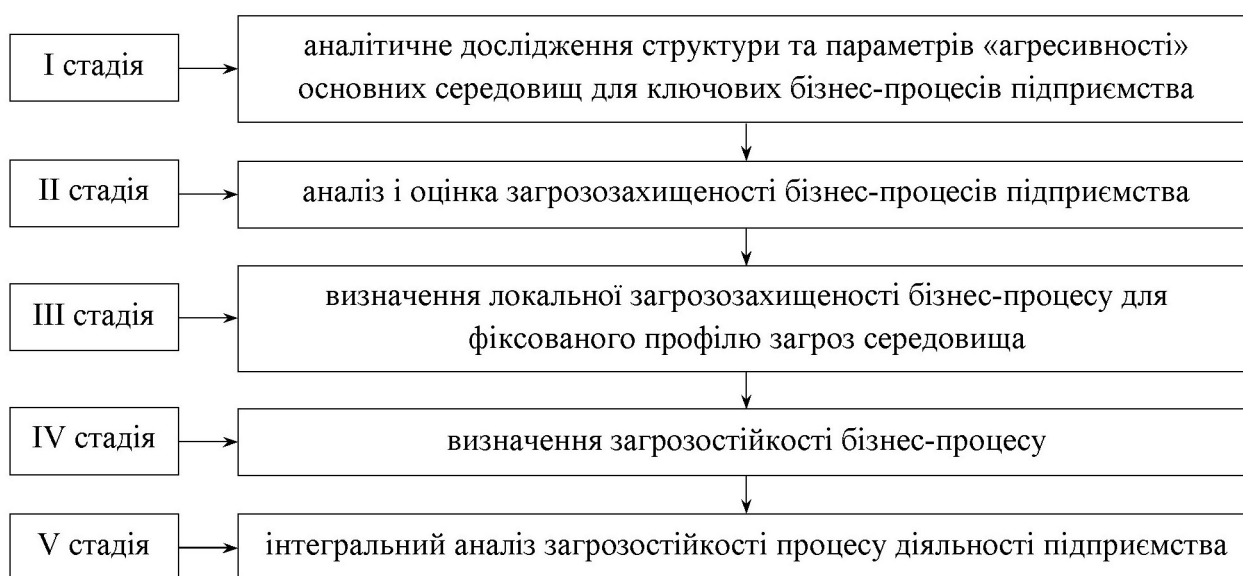 І стадія
аналітичне дослідження структури та параметрів «агресивності»
основних середовищ для ключових бізнес-процесів підприємства
ІІ стадія
аналіз і оцінка загрозозахищеності бізнес-процесів підприємства
ІІІ стадія
визначення локальної загрозозахищеності бізнес-процесу для
фіксованого профілю загроз середовища
IV стадія
визначення загрозостійкості бізнес-процесу
V стадія
інтегральний аналіз загрозостійкості процесу діяльності підприємства